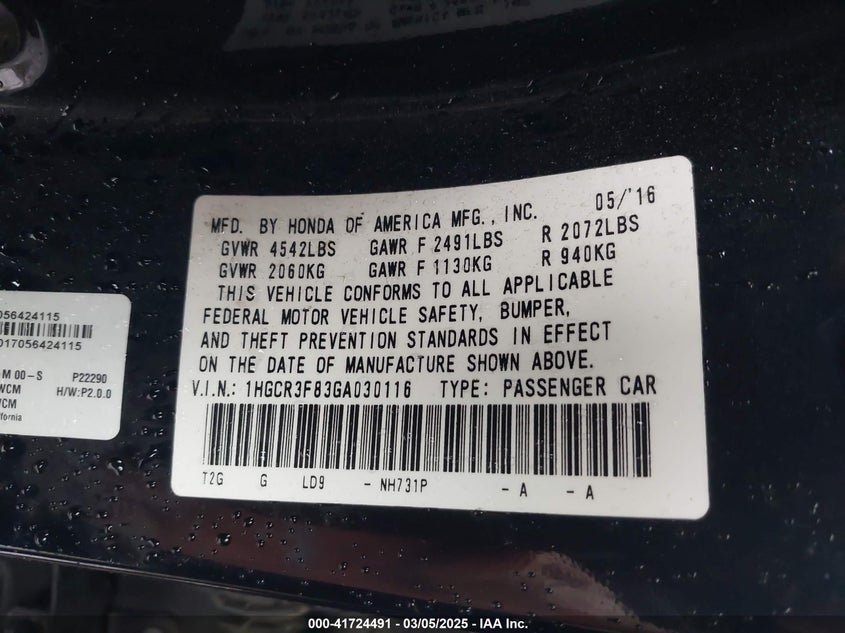 MFD. BY HONDA OF AMERICA MFG., INC. 05/'16
GVWR 4542LBS GAWR F 2491LBS R 2072LBS
GVWR 2060KG GAWR F 1130KG R 940KG
THIS VEHICLE CONFORMS TO ALL APPLICABLE
FEDERAL MOTOR VEHICLE SAFETY, BUMPER,
AND THEFT PREVENTION STANDARDS IN EFFECT
ON THE DATE OF MANUFACTURE SHOWN ABOVE.
V.I.N.: 1HGCR3F83GA030116 TYPE: PASSENGER CAR
T2G G LD9 - NH731P - A - A
056424115
017056424115
M 00-S P22290
WCM H/W:P2.0.0
000-41724491 - 03/05/2025 - IAA Inc.